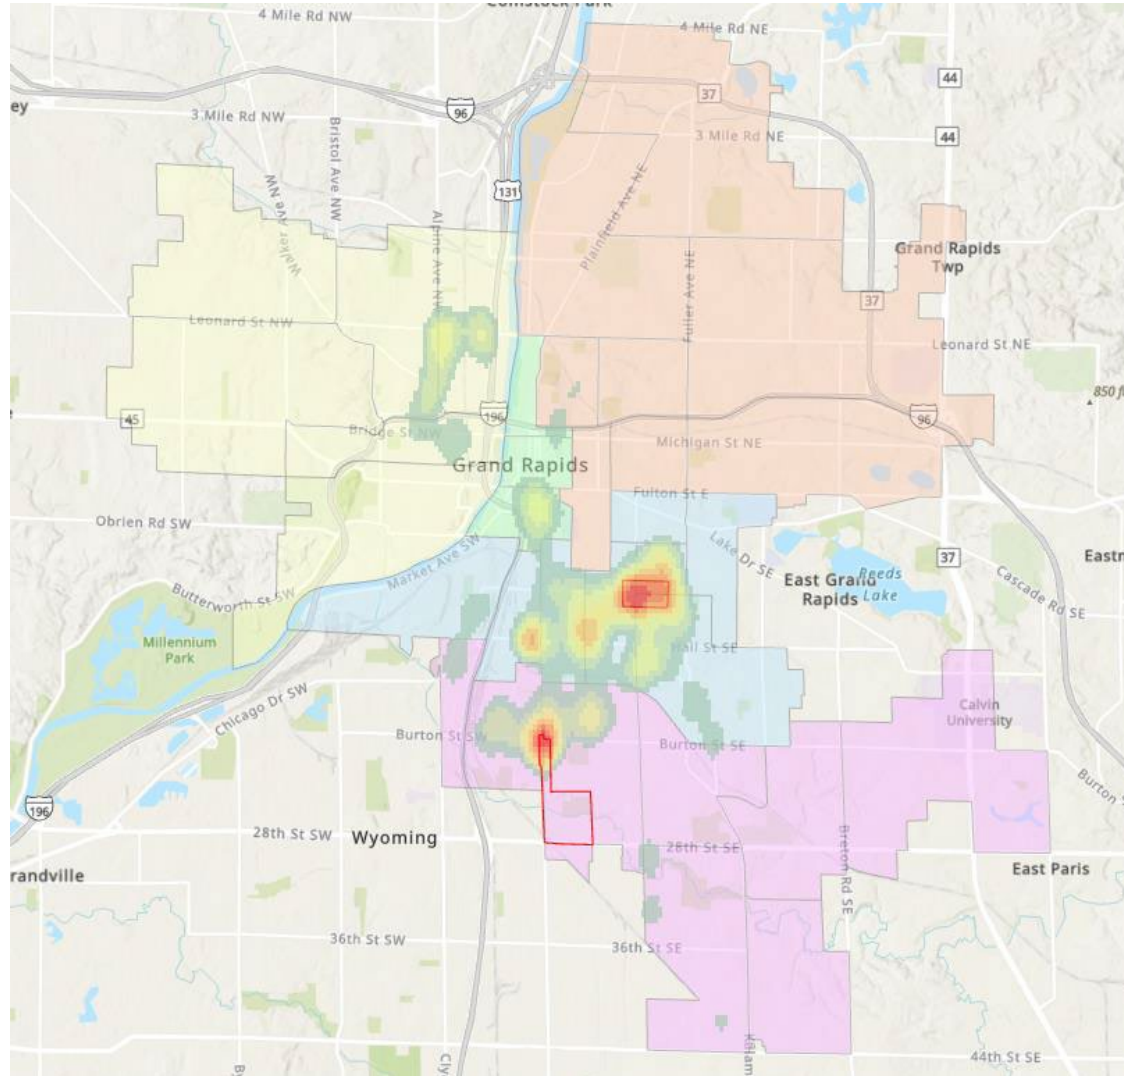 Comstock Park
4 Mile Rd NW
4 Mile Rd NE
44
37
96
3 Mile Rd NW
3 Mile Rd NE
44
ey
Bristol Ave NW
131
Walker Ave NW
Alpine Ave NW
Plainfield Ave NE
Fuller Ave NE
Grand Rapids
Twp
37
Leonard St NW
Leonard St NE
850 f
45
196
96
Bridge St NW
Michigan St NE
Grand Rapids
Fulton St E
Obrien Rd SW
Market Ave SW
Lake Dr SE
37
East
East Grand
Rapids
Reeds
Lake
Cascade Rd SE
Butterworth St SW
Millennium
Park
Hall St SE
Chicago Dr SW
Calvin
University
Burton St SW
Burton St SE
Burton
196
28th St SW
Wyoming
28th St SE
Breton Rd SE
East Paris
randville
36th St SW
36th St SE
Cly
Kalam
44th St SE